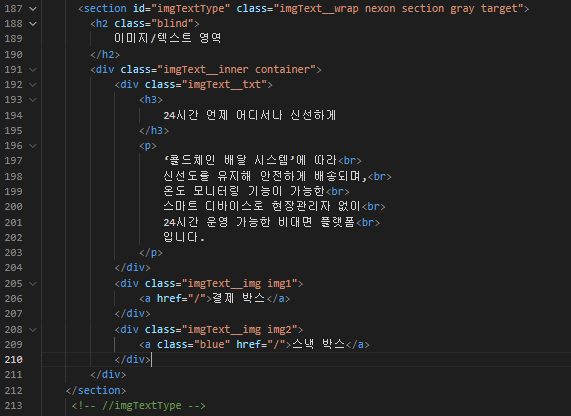 187 <section id="imgTextType" class="imgText__wrap nexon section gray target">
188 <h2 class="blind">
189 이미지/텍스트 영역
190 </h2>
191 <div class="imgText__inner container">
192 <div class="imgText__txt">
193 <h3>
194 24시간 언제 어디서나 신선하게
195 </h3>
196 <p>
197 ‘콜드체인 배달 시스템’에 따라<br>
198 신선도을 유지해 안전하게 배송되며,<br>
199 온도 모니터링 기능이 가능한<br>
200 스마트 디바이스로 현장관리자 없이<br>
201 24시간 운영 가능한 비대면 플랫폼<br>
202 입니다.
203 </p>
204 </div>
205 <div class="imgText__img img1">
206 <a href="/">결제 박스</a>
207 </div>
208 <div class="imgText__img img2">
209 <a class="blue" href="/">스낵 박스</a>
210 </div>
211 </div>
212 </section>
213 <!-- //imgTextType -->